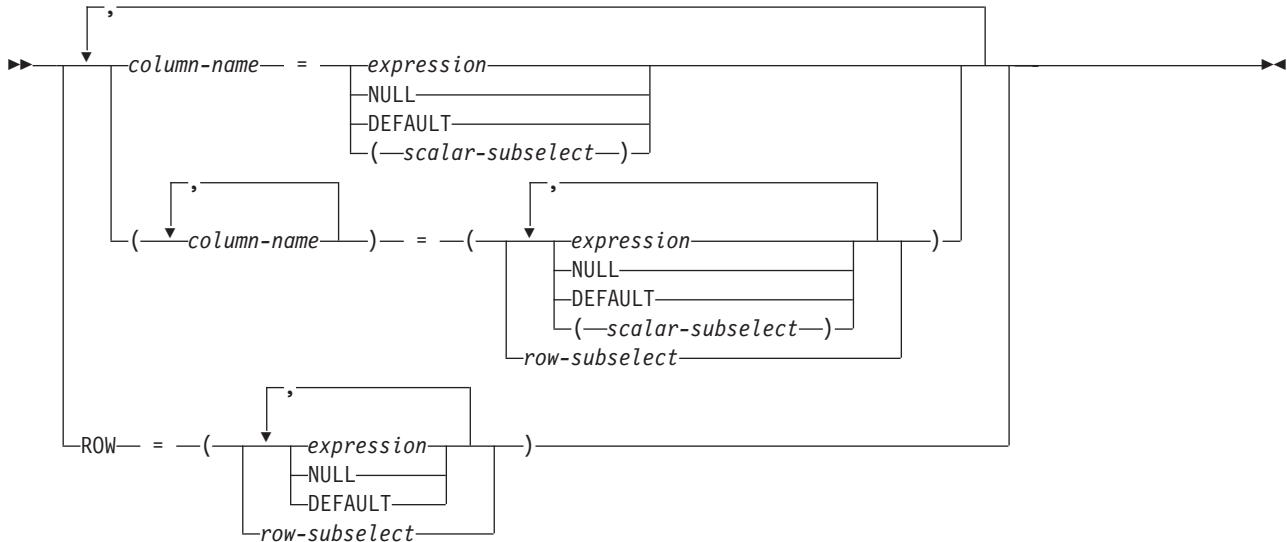 ,
column-name = expression
NULL
DEFAULT
(scalar-subselect)
, ,
(column-name) = (expression)
NULL
DEFAULT
(scalar-subselect)
row-subselect
,
ROW = (expression)
NULL
DEFAULT
row-subselect